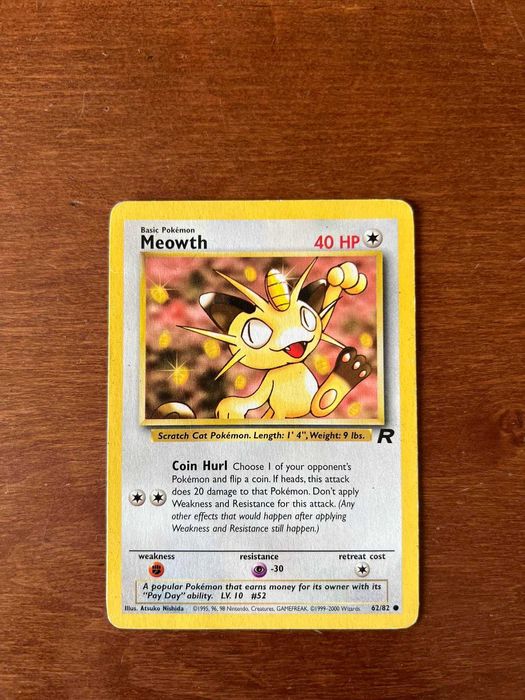 Basic Pokémon
Meowth 40 HP
Scratch Cat Pokémon. Length: 1' 4", Weight: 9 lbs.
R
Coin Hurl Choose 1 of your opponent's
Pokémon and flip a coin. If heads, this attack
does 20 damage to that Pokémon. Don't apply
Weakness and Resistance for this attack. (Any
other effects that would happen after applying
Weakness and Resistance still happen.)
weakness resistance retreat cost
-30
A popular Pokémon that earns money for its owner with its
"Pay Day" ability. LV. 10 #52
Illus. Atsuko Nishida ©1995, 96, 98 Nintendo, Creatures, GAMEFREAK. ©1999-2000 Wizards. 62/82